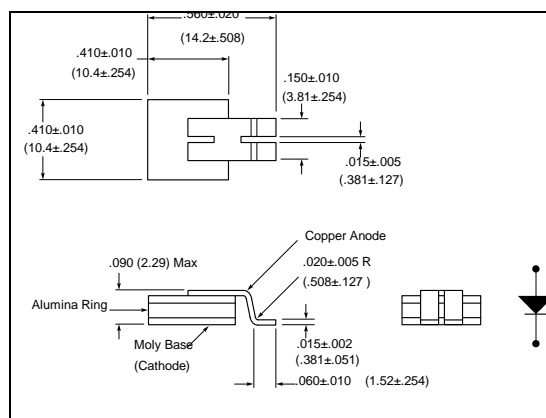 .560±.020
(14.2±.508)
.410±.010
(10.4±.254)
.150±.010
(3.81±.254)
.410±.010
(10.4±.254)
.015±.005
(.381±.127)
Copper Anode
.090 (2.29) Max
.020±.005 R
(.508±.127 )
Alumina Ring
Moly Base
(Cathode)
.015±.002
(.381±.051)
.060±.010 (1.52±.254)